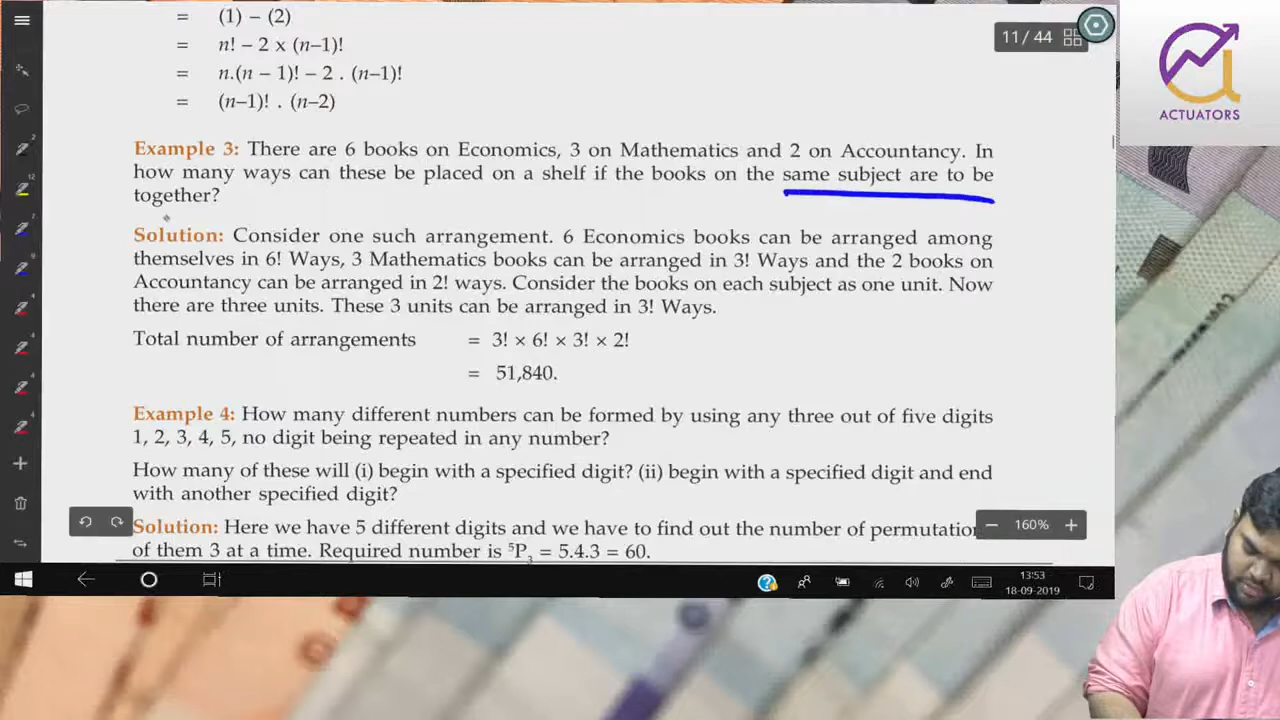 = (1) – (2)
= n! – 2 x (n–1)!
= n.(n – 1)! – 2 . (n–1)!
= (n–1)! . (n–2)
11 / 44
ACTUATORS
Example 3: There are 6 books on Economics, 3 on Mathematics and 2 on Accountancy. In
how many ways can these be placed on a shelf if the books on the same subject are to be
together?
Solution: Consider one such arrangement. 6 Economics books can be arranged among
themselves in 6! Ways, 3 Mathematics books can be arranged in 3! Ways and the 2 books on
Accountancy can be arranged in 2! ways. Consider the books on each subject as one unit. Now
there are three units. These 3 units can be arranged in 3! Ways.
Total number of arrangements = 3! × 6! × 3! × 2!
= 51,840.
Example 4: How many different numbers can be formed by using any three out of five digits
1, 2, 3, 4, 5, no digit being repeated in any number?
How many of these will (i) begin with a specified digit? (ii) begin with a specified digit and end
with another specified digit?
Solution: Here we have 5 different digits and we have to find out the number of permutation
of them 3 at a time. Required number is ⁵P₃ = 5.4.3 = 60.
160%
13:53
18-09-2019